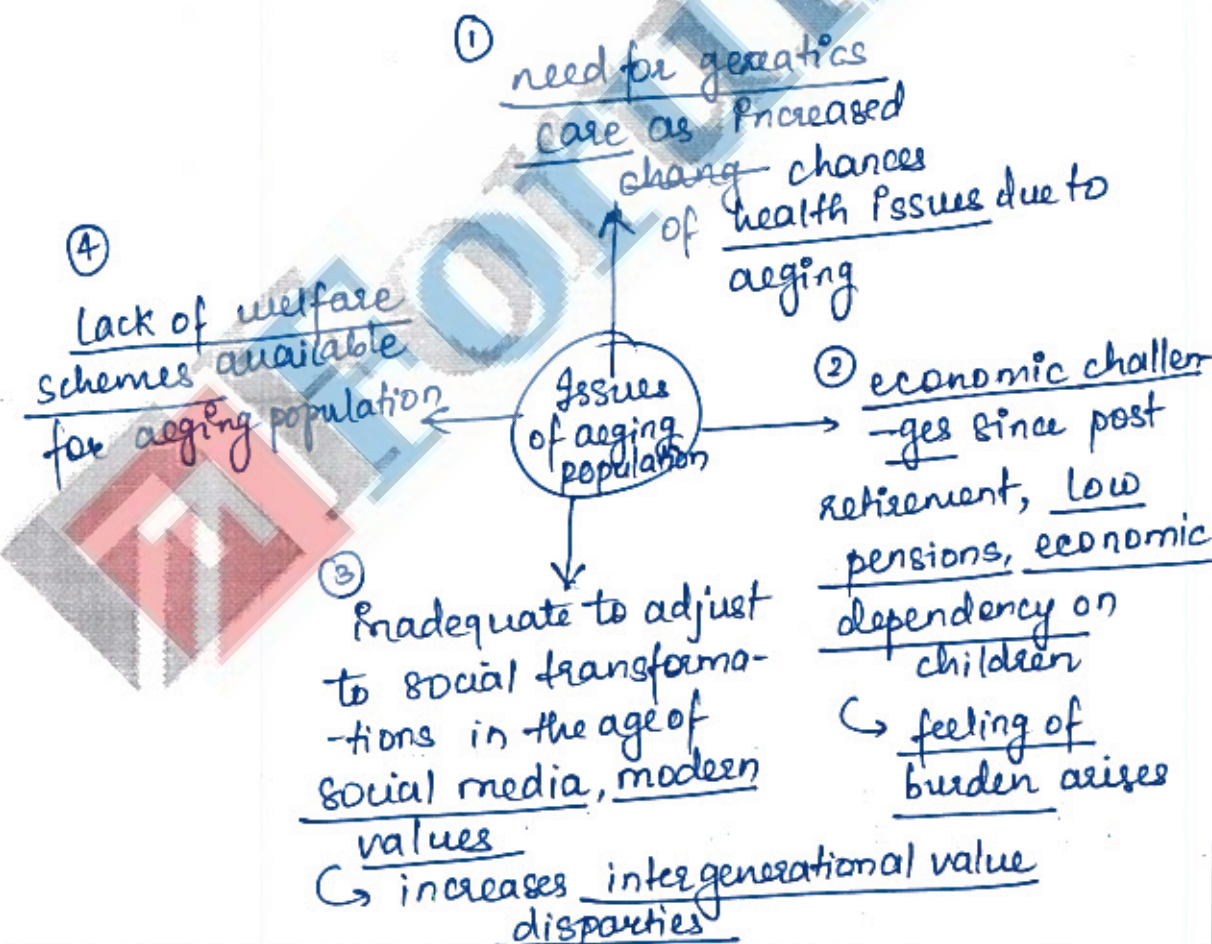 ①
need for gereatics
care as increased
chang chances
of health issues due to
aeging
④
Lack of welfare
schemes available
for aeging population
Issues
of aeging
population
② economic challen
-ges since post
retirement, low
pensions, economic
dependency on
children
↳ feeling of
burden arises
③
inadequate to adjust
to social transforma-
-tions in the age of
social media, modern
values
↳ increases intergenerational value
disparties